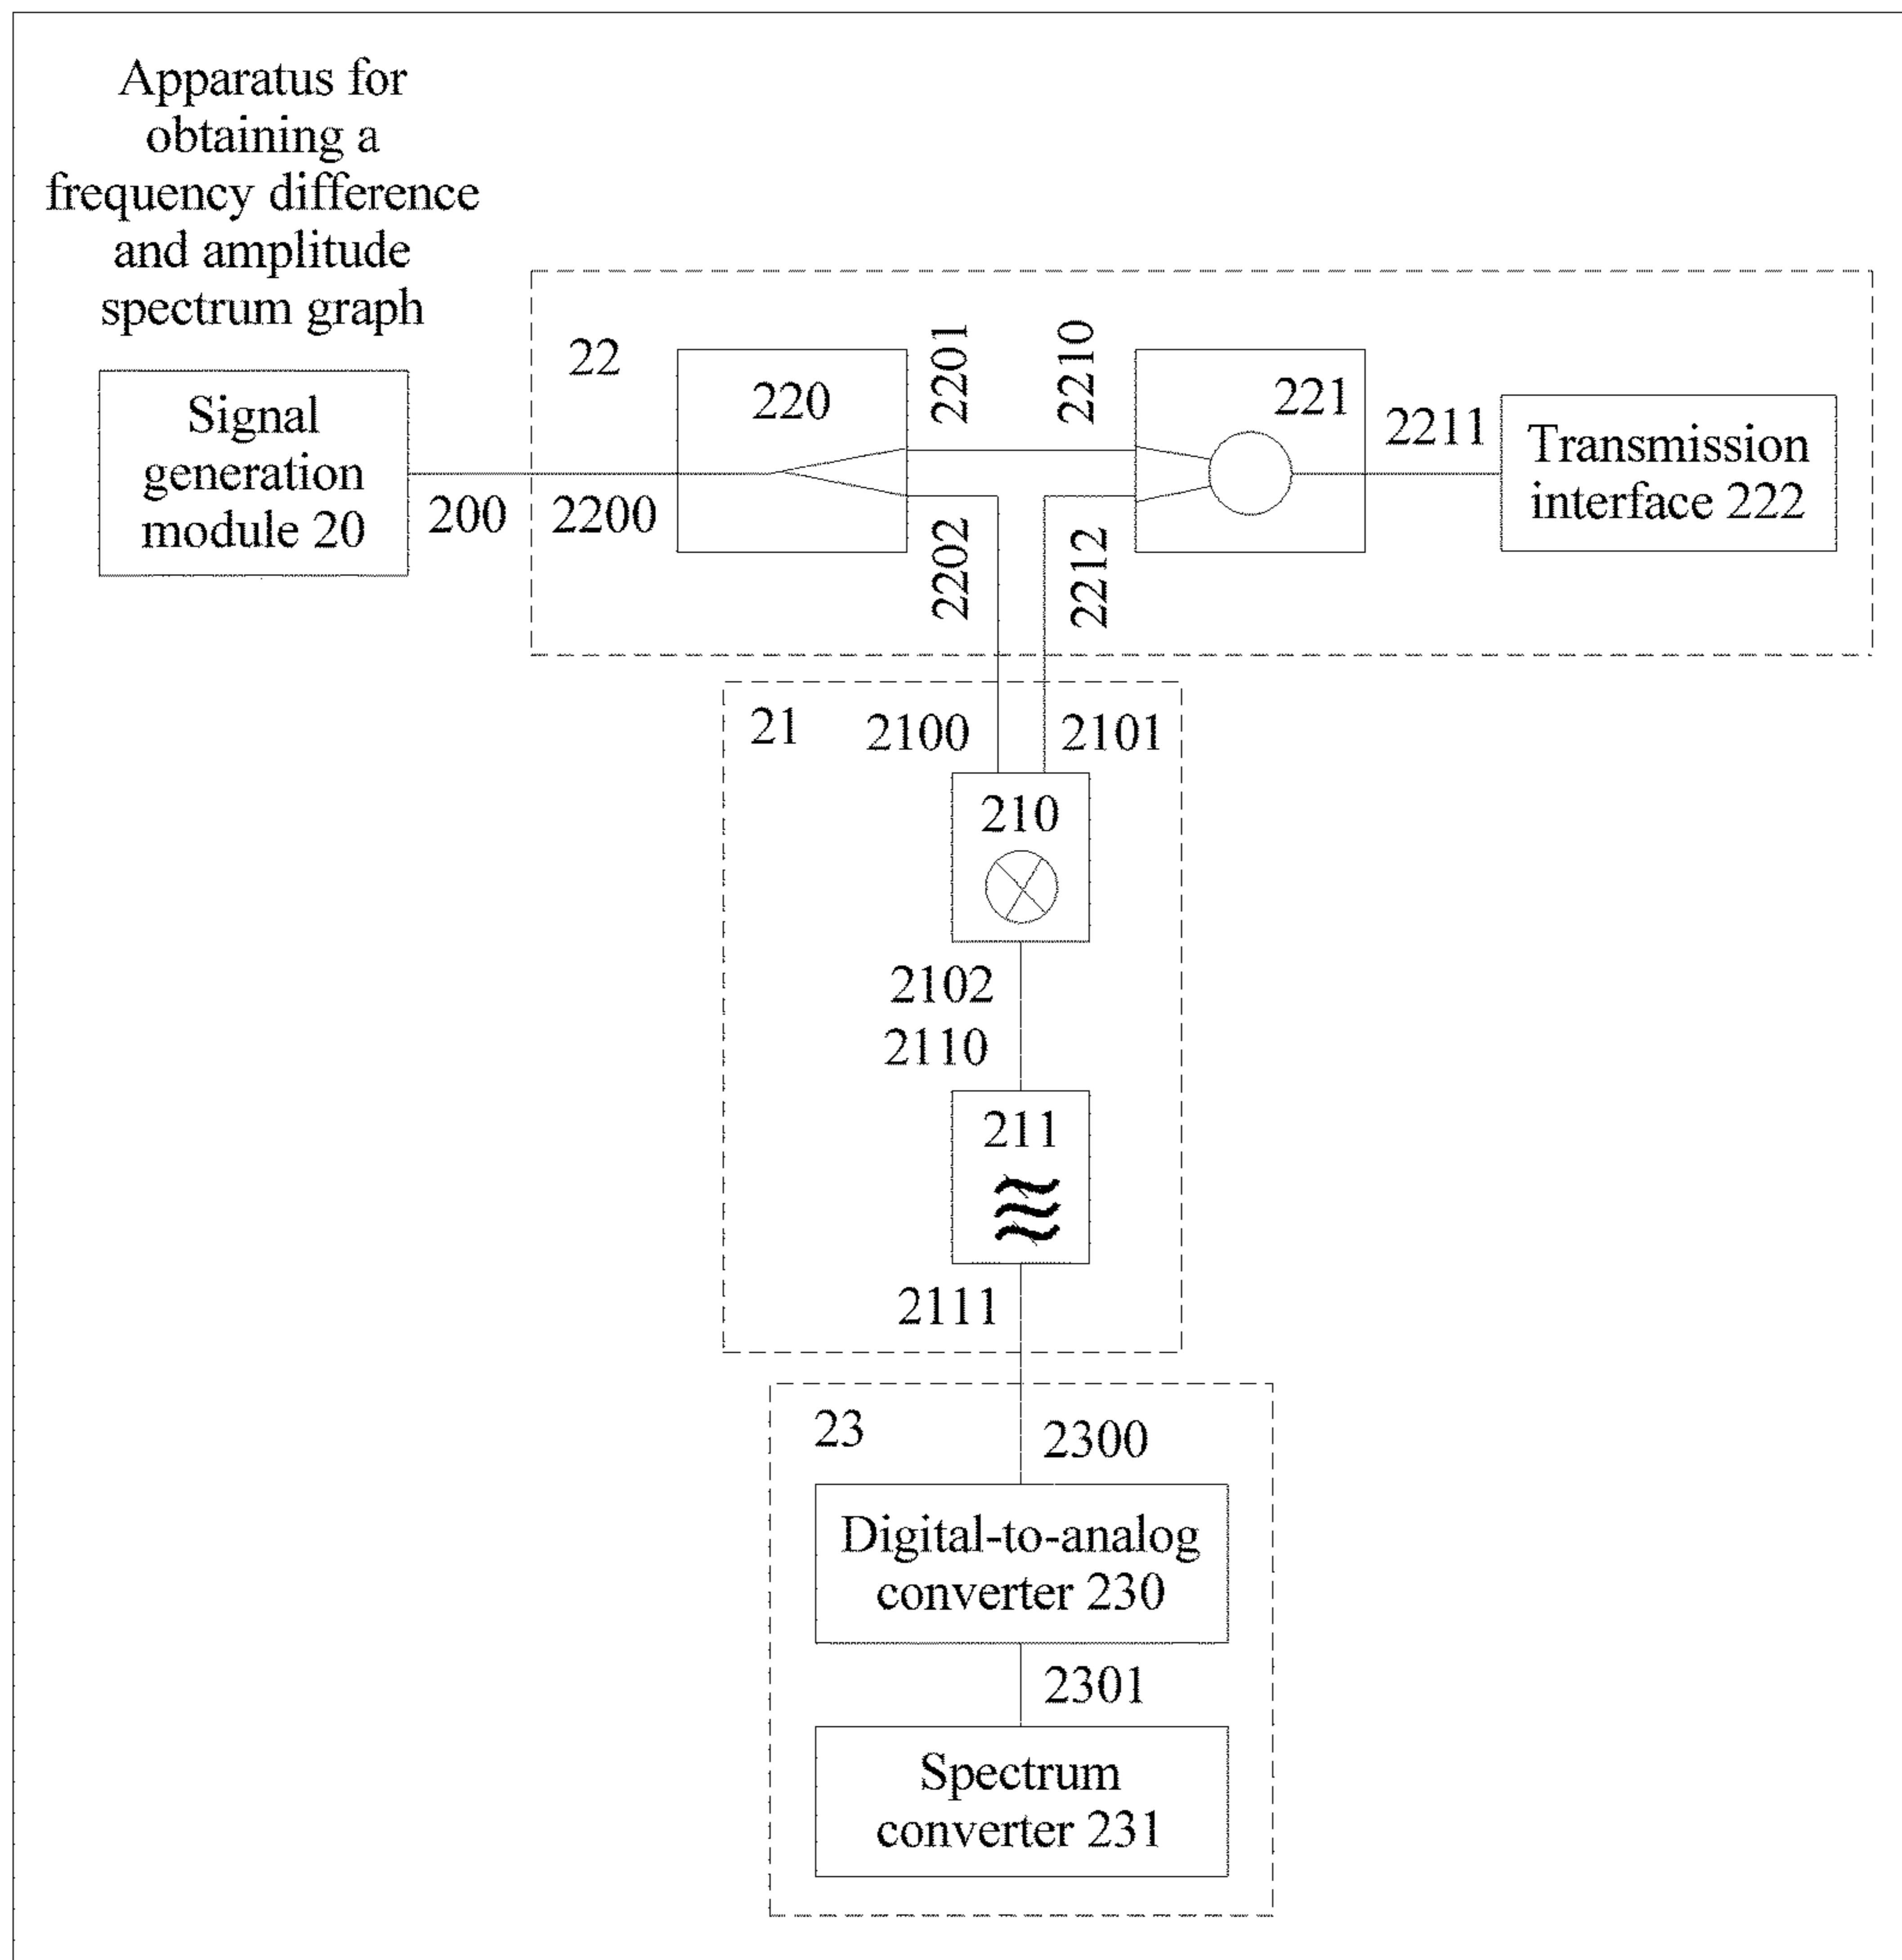 Apparatus for
obtaining a
frequency difference
and amplitude
spectrum graph
Signal
generation
module 20
200
22
2200
220
2201
2202
2210
2212
221
2211
Transmission
interface 222
21
2100
2101
210
2102
2110
211
2111
23
2300
Digital-to-analog
converter 230
2301
Spectrum
converter 231